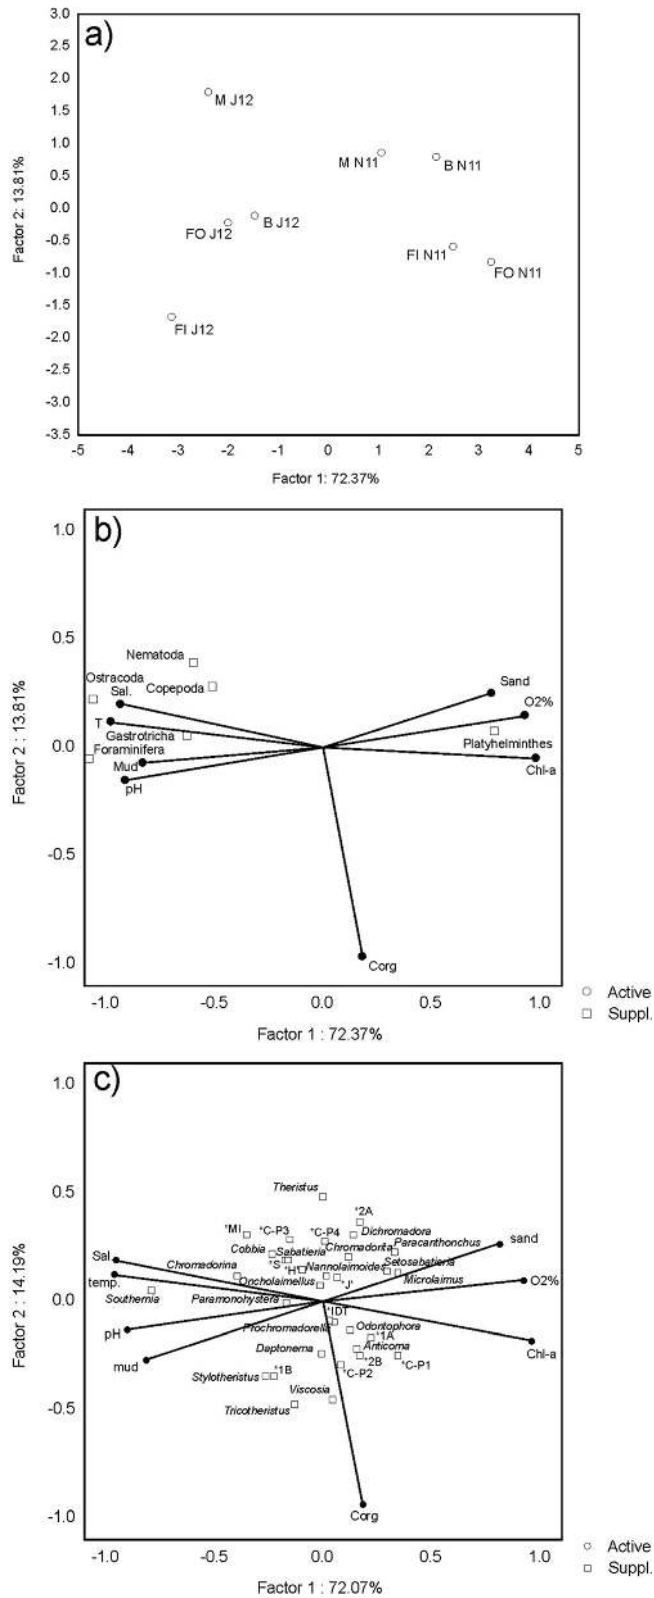 a)
3.0
2.5
2.0
1.5
1.0
0.5
0.0
-0.5
-1.0
-1.5
-2.0
-2.5
-3.0
-3.5
Factor 2: 13.81%
M J12
M N11
B N11
FO J12
B J12
FI N11
FO N11
FI J12
-5 -4 -3 -2 -1 0 1 2 3 4 5
Factor 1: 72.37%
b)
1.0
0.5
0.0
-0.5
-1.0
Factor 2 : 13.81%
Nematoda
Ostracoda
Sal.
Copepoda
Sand
T
O2%
Gastrotricha
Foraminifera
Platyhelminthes
Mud
Chl-a
pH
Corg
-1.0 -0.5 0.0 0.5 1.0
Factor 1 : 72.37%
Active
Suppl.
c)
1.0
0.5
0.0
-0.5
-1.0
Factor 2 : 14.19%
Theristus
*2A
*MI
*C-P3
*C-P4
Dichromadora
Cobbia
Sabatieria
Chromadorita
Paracanthonchus
sand
Sal.
Chromadorina
*S'
*H'
Nannolaimoides
Setosabatieria
temp.
Oncholaimellus
*J'
Microlaimus
O2%
Southernia
Paramonohystera
*IDT
pH
Prochromadorella
Odontophora
*1A
Chl-a
mud
Daptonema
Anticoma
Stylotheristus
*1B
*2B
*C-P1
*C-P2
Viscosia
Tricotheristus
Corg
-1.0 -0.5 0.0 0.5 1.0
Factor 1 : 72.07%
Active
Suppl.